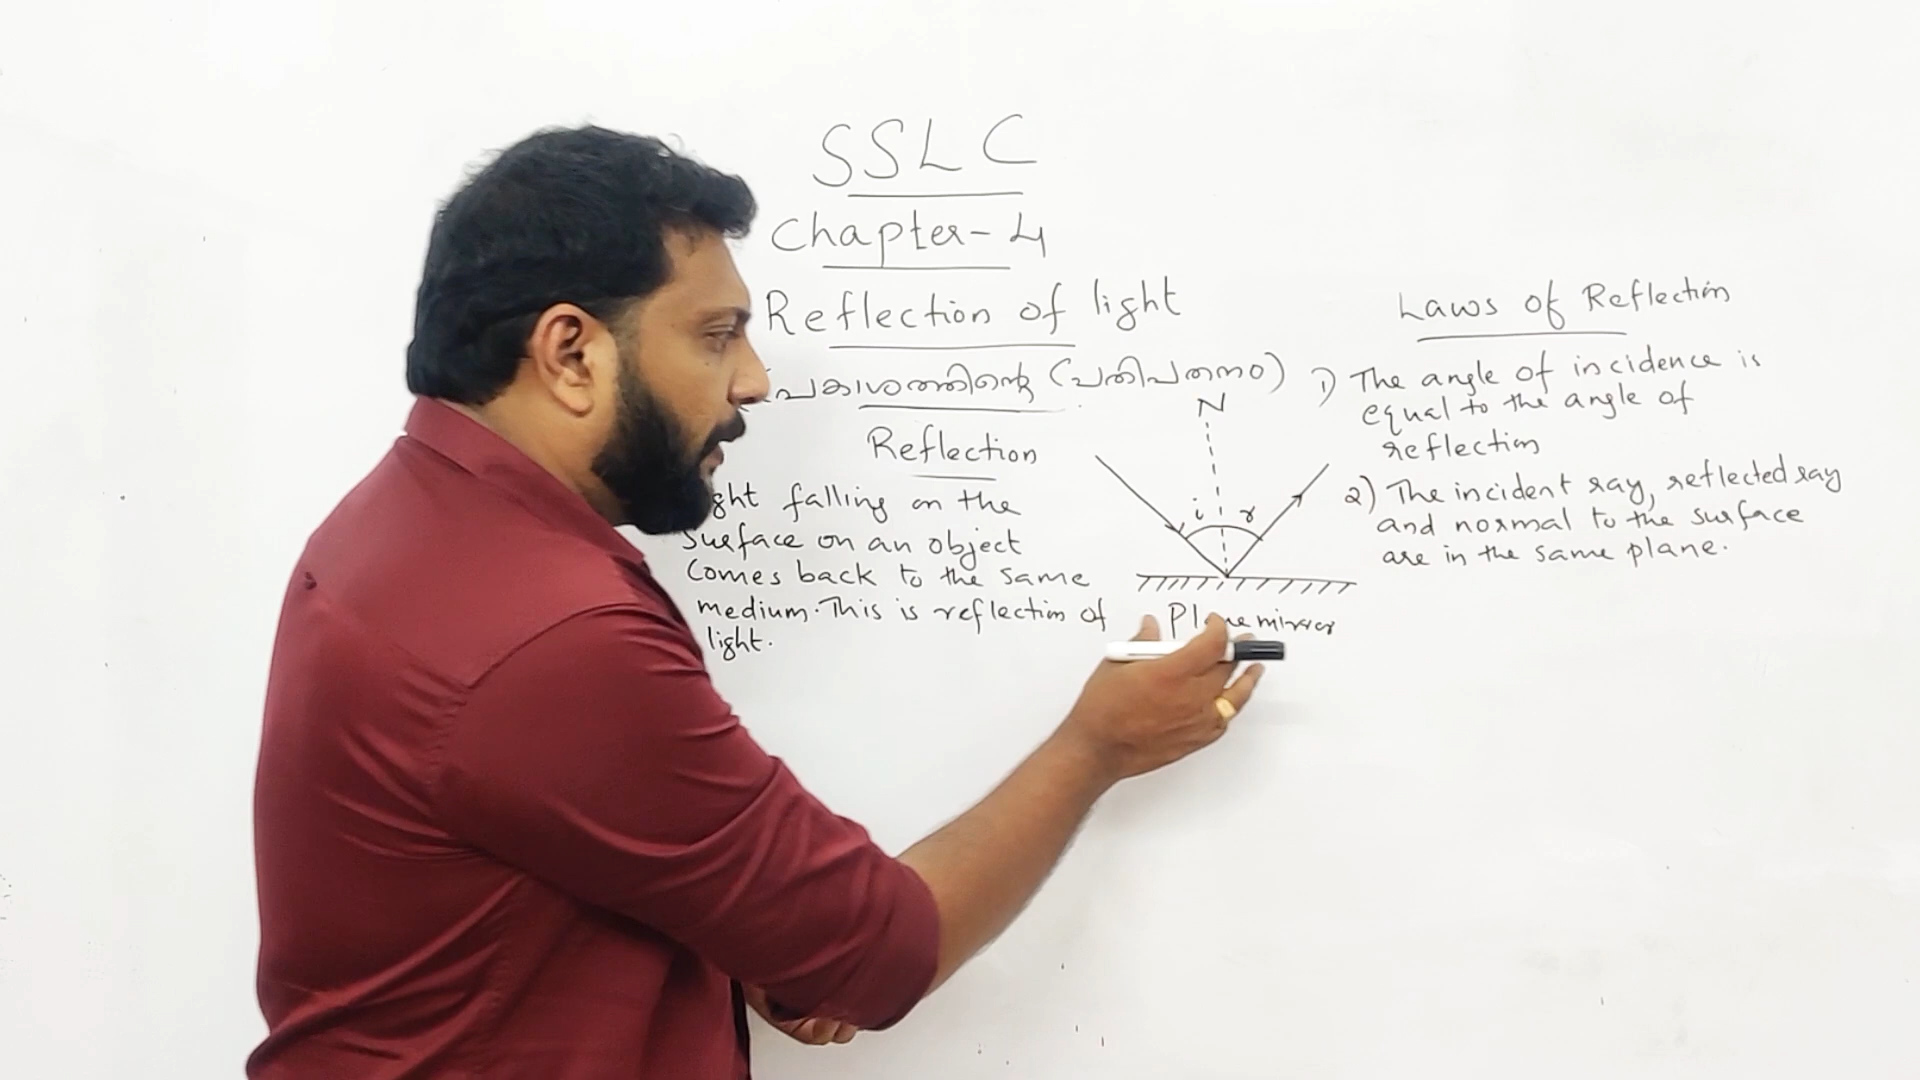 SSLC
Chapter-4
Reflection of light
പ്രകാശത്തിന്റെ (പ്രതിപതനം)
Reflection
ght falling on the
surface on an object
Comes back to the same
medium. This is reflection of
light.
N
i r
Plane mirror
Laws of Reflection
1) The angle of incidence is
equal to the angle of
reflection
2) The incident ray, reflected ray
and normal to the surface
are in the same plane.